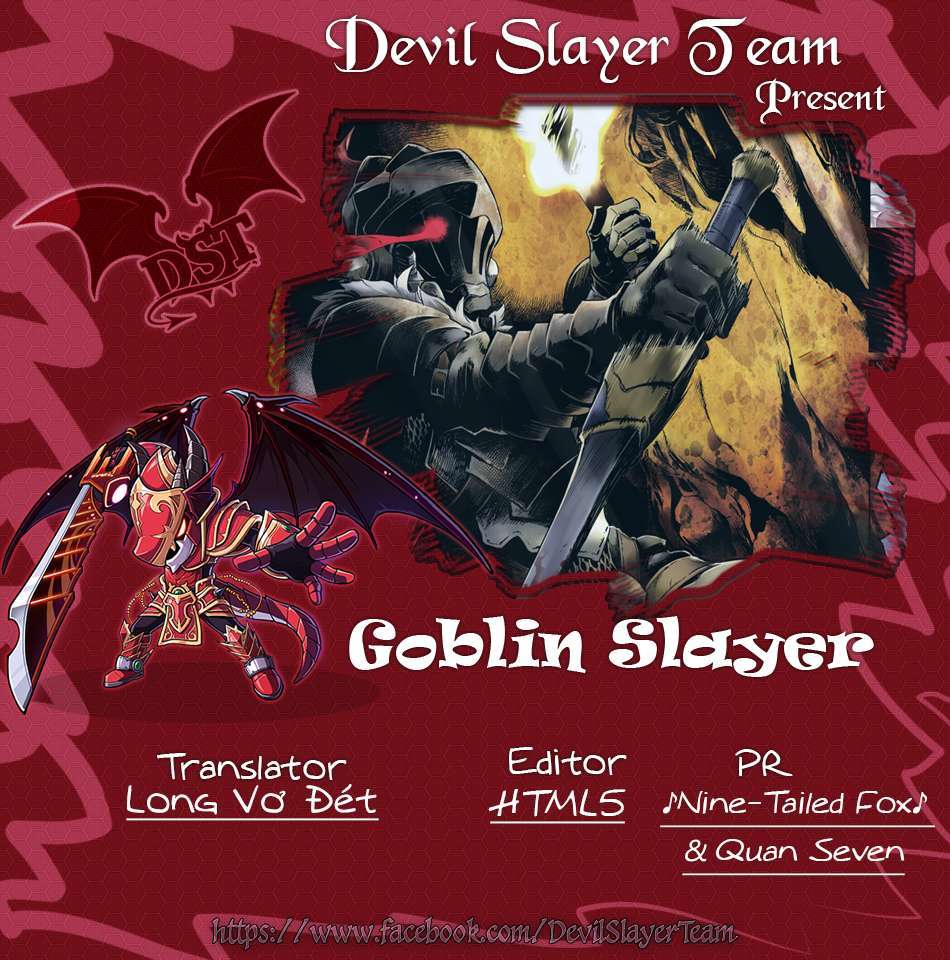 Devil Slayer Team
Present
DST
Goblin Slayer
Translator
Long Vơ Đét
Editor
HTML5
PR
♪Nine-Tailed Fox♪
& Quan Seven
https://www.facebook.com/DevilSlayerTeam